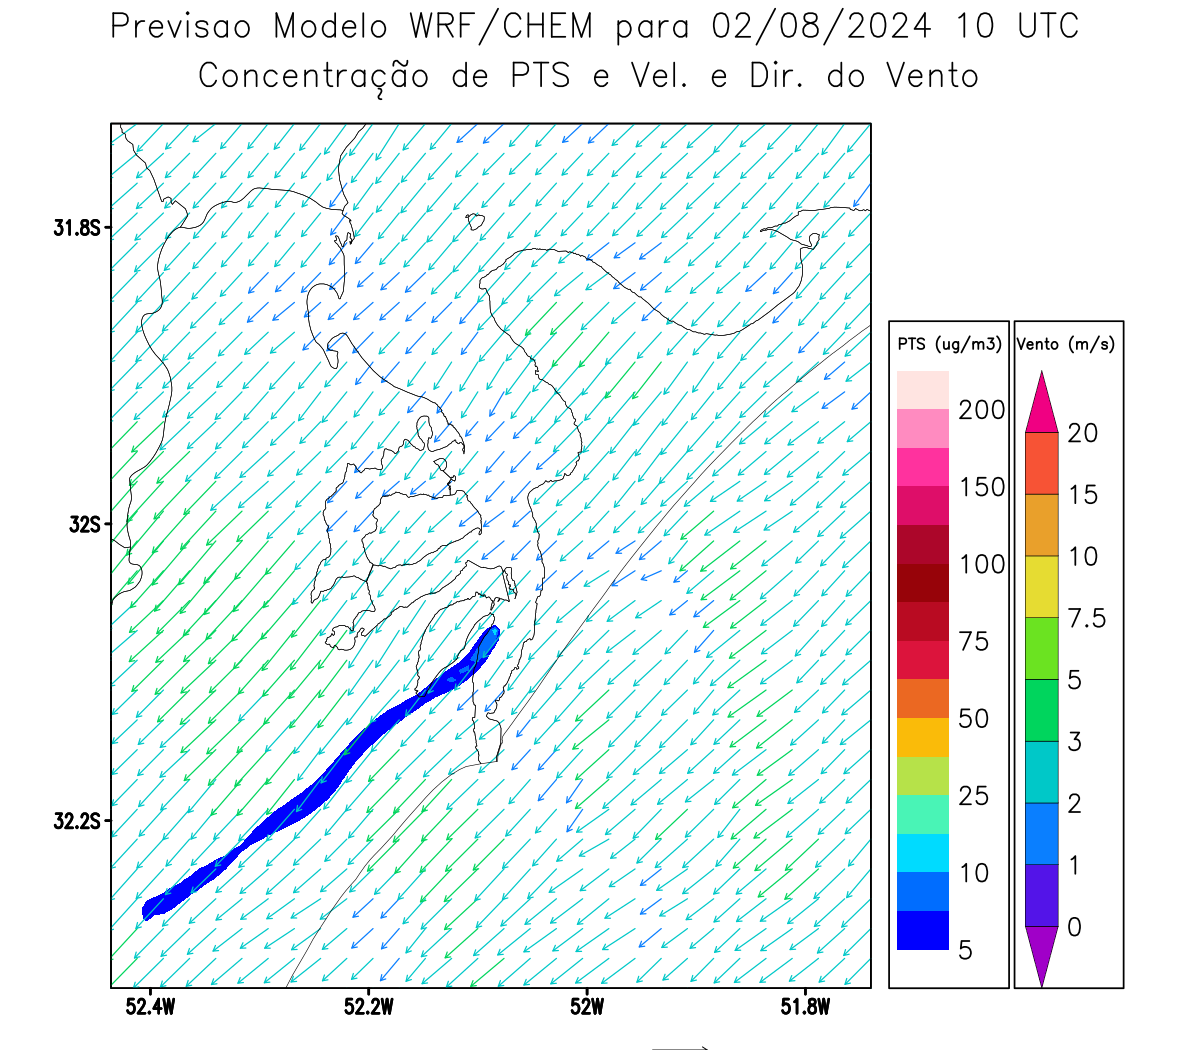 Previsao Modelo WRF/CHEM para 02/08/2024 10 UTC
Concentração de PTS e Vel. e Dir. do Vento
31.8S
32S
32.2S
52.4W
52.2W
52W
51.8W
PTS (ug/m3)
200
150
100
75
50
25
10
5
Vento (m/s)
20
15
10
7.5
5
3
2
1
0